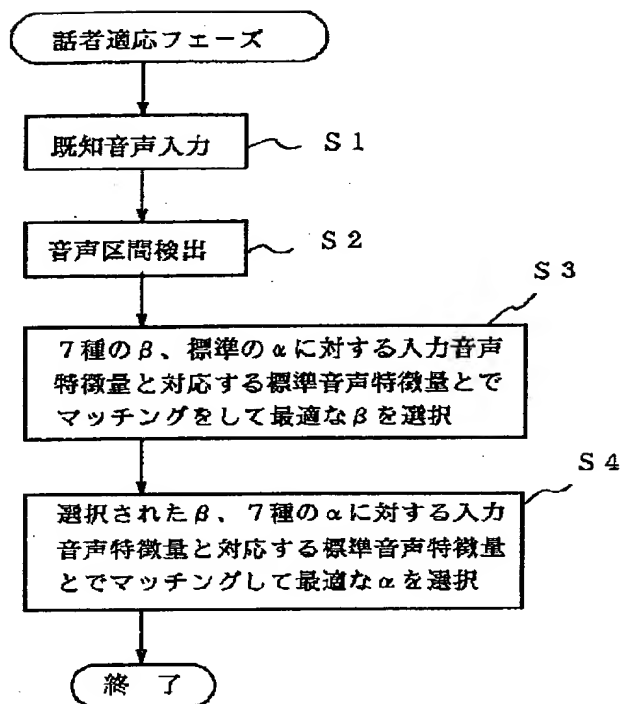 話者適応フェーズ
既知音声入力
S1
音声区間検出
S2
S3
7種のβ、標準のαに対する入力音声
特徴量と対応する標準音声特徴量とで
マッチングをして最適なβを選択
S4
選択されたβ、7種のαに対する入力
音声特徴量と対応する標準音声特徴量
とでマッチングして最適なαを選択
終了